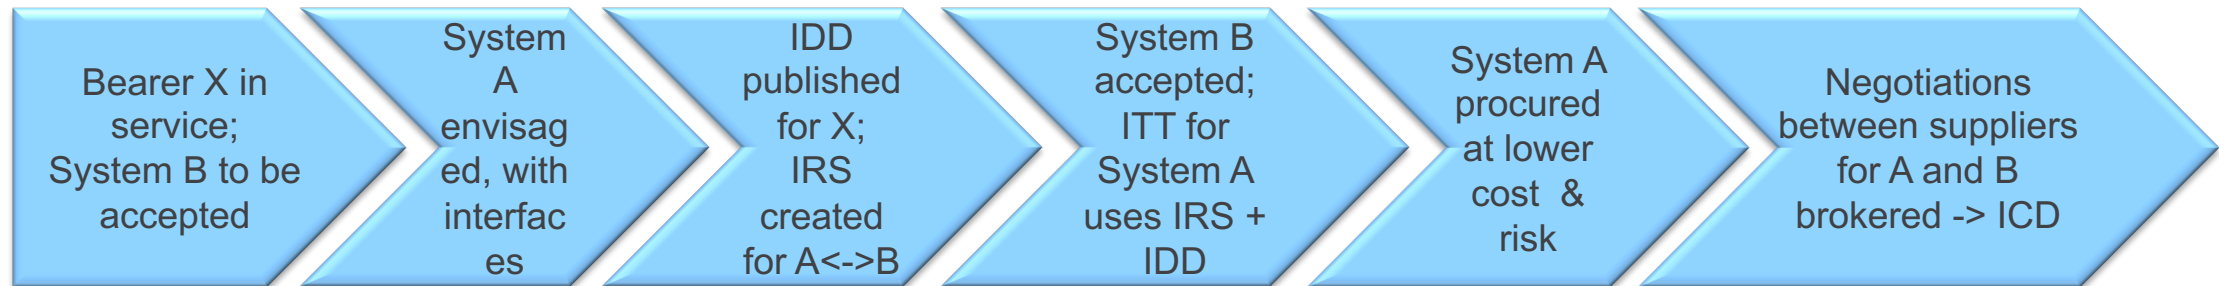 Bearer X in
service;
System B to be
accepted
System
A
envisag
ed, with
interfac
es
IDD
published
for X;
IRS
created
for A<->B
System B
accepted;
ITT for
System A
uses IRS +
IDD
System A
procured
at lower
cost & 
risk
Negotiations
between suppliers
for A and B
brokered -> ICD